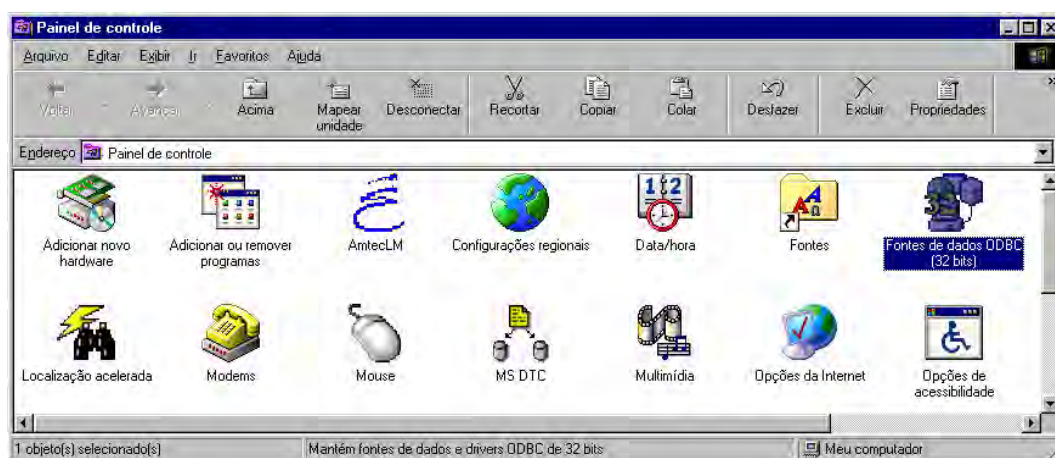 Painel de controle
Arquivo Editar Exibir Ir Favoritos Ajuda
Voltar Avançar Acima Mapear unidade Desconectar Recortar Copiar Colar Desfazer Excluir Propriedades
Endereço Painel de controle
Adicionar novo hardware
Adicionar ou remover programas
AmtecLM
Configurações regionais
Data/hora
Fontes
Fontes de dados ODBC (32 bits)
Localização acelerada
Modems
Mouse
MS DTC
Multimídia
Opções da Internet
Opções de acessibilidade
1 objeto(s) selecionado(s) Mantém fontes de dados e drivers ODBC de 32 bits Meu computador